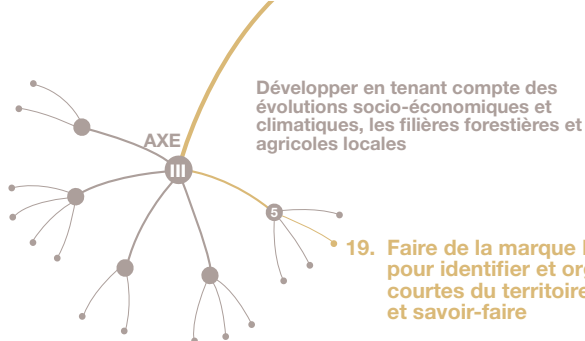 Développer en tenant compte des
évolutions socio-économiques et
climatiques, les filières forestières et
agricoles locales
AXE
III
5
19. Faire de la marque
pour identifier et
courtes du territoire
et savoir-faire